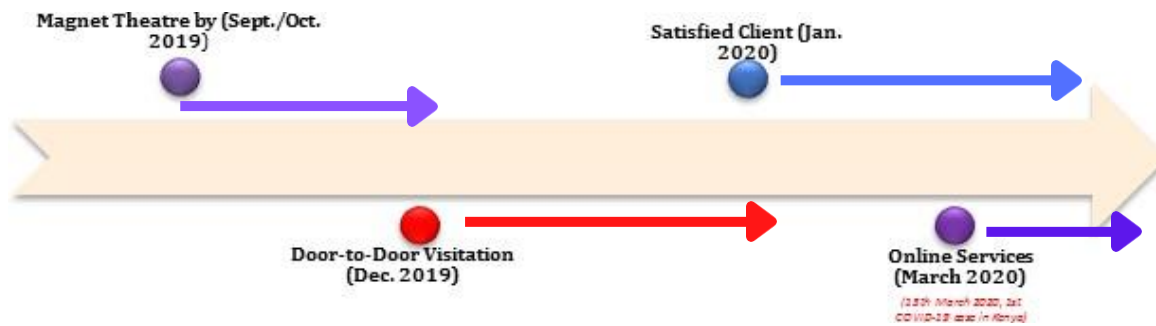 Magnet Theatre by (Sept./Oct.
2019)
Satisfied Client (Jan.
2020)
Door-to-Door Visitation
(Dec. 2019)
Online Services
(March 2020)
March 2020, 1st
COVID-19 case in Kenya)